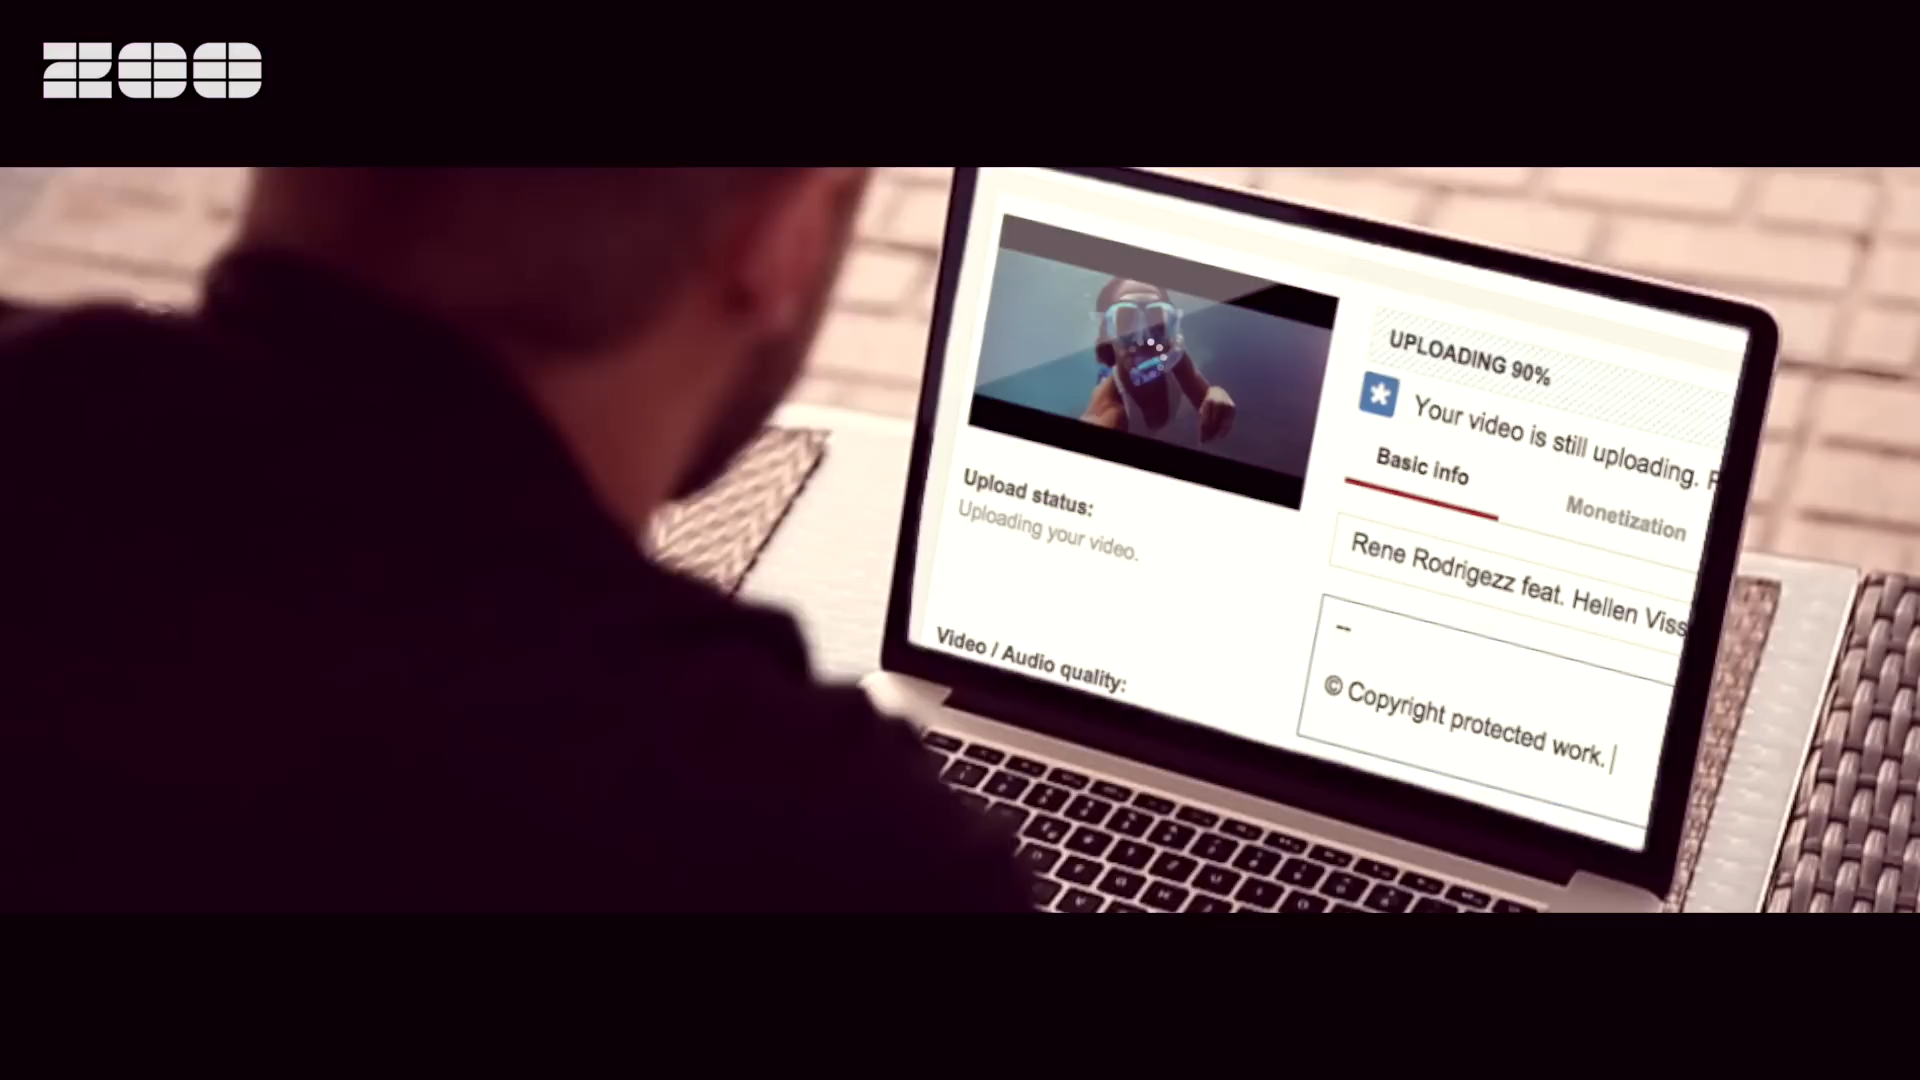 ZOO
UPLOADING 90%
Your video is still uploading.
Basic info
Monetization
Upload status:
Uploading your video.
Rene Rodrigezz feat. Hellen Viss
--
© Copyright protected work.
Video / Audio quality: